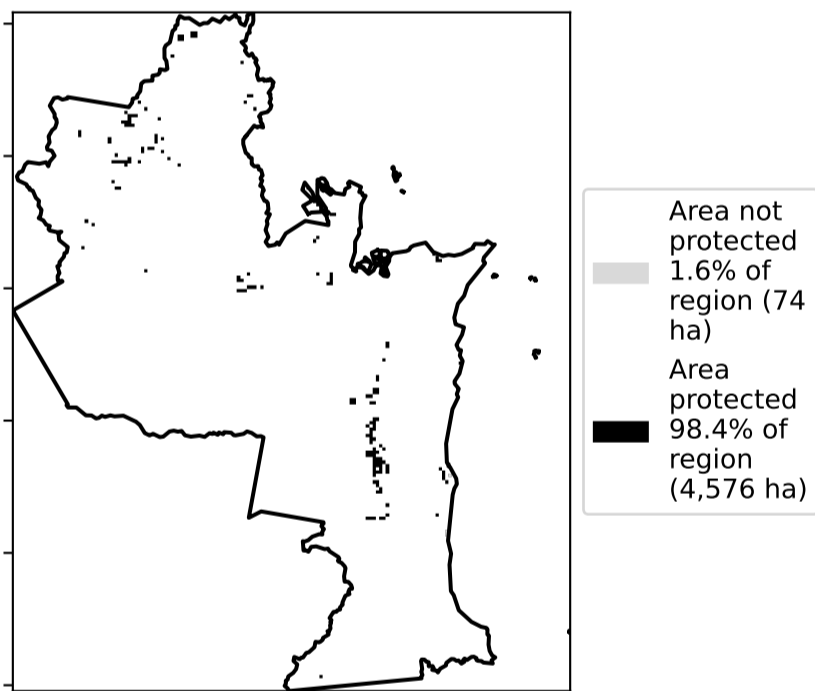 Area not
protected
1.6% of
region (74
ha)
Area
protected
98.4% of
region
(4,576 ha)